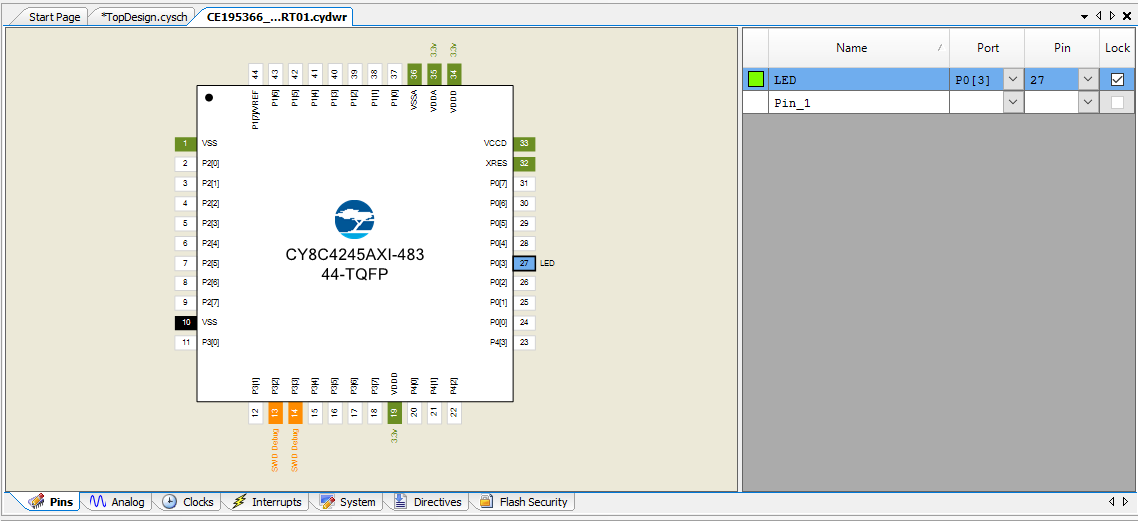 Start Page
*TopDesign.cysch
CE195366_...RT01.cydwr
3.3v
3.3v
44 43 42 41 40 39 38 37 36 35 34
P1[7]/VREF P1[6] P1[5] P1[4] P1[3] P1[2] P1[1] P1[0] VSSA VDDA VDDD
1 VSS
2 P2[0]
3 P2[1]
4 P2[2]
5 P2[3]
6 P2[4]
7 P2[5]
8 P2[6]
9 P2[7]
10 VSS
11 P3[0]
CY8C4245AXI-483
44-TQFP
VCCD 33
XRES 32
P0[7] 31
P0[6] 30
P0[5] 29
P0[4] 28
P0[3] 27 LED
P0[2] 26
P0[1] 25
P0[0] 24
P4[3] 23
P3[1] P3[2] P3[3] P3[4] P3[5] P3[6] P3[7] VDDD P4[0] P4[1] P4[2]
12 13 14 15 16 17 18 19 20 21 22
SWD Debug
SWD Debug
3.3v
Name / Port Pin Lock
LED P0[3] 27
Pin_1
Pins
Analog
Clocks
Interrupts
System
Directives
Flash Security